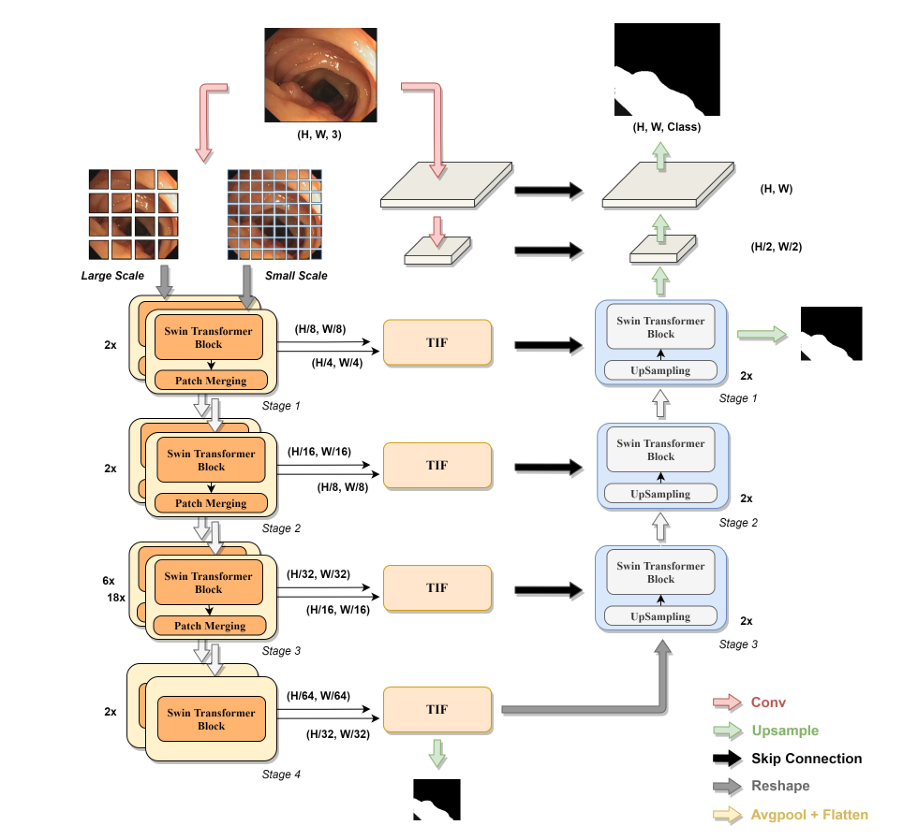 (H, W, 3)
(H, W, Class)
(H, W)
(H/2, W/2)
Large Scale
Small Scale
2x
Swin Transformer
Block
Patch Merging
(H/8, W/8)
(H/4, W/4)
TIF
Swin Transformer
Block
UpSampling
2x
Stage 1
Stage 1
2x
Swin Transformer
Block
Patch Merging
(H/16, W/16)
(H/8, W/8)
TIF
Swin Transformer
Block
UpSampling
2x
Stage 2
Stage 2
6x
18x
Swin Transformer
Block
Patch Merging
(H/32, W/32)
(H/16, W/16)
TIF
Swin Transformer
Block
UpSampling
2x
Stage 3
Stage 3
2x
Swin Transformer
Block
(H/64, W/64)
(H/32, W/32)
TIF
Stage 4
Conv
Upsample
Skip Connection
Reshape
Avgpool + Flatten